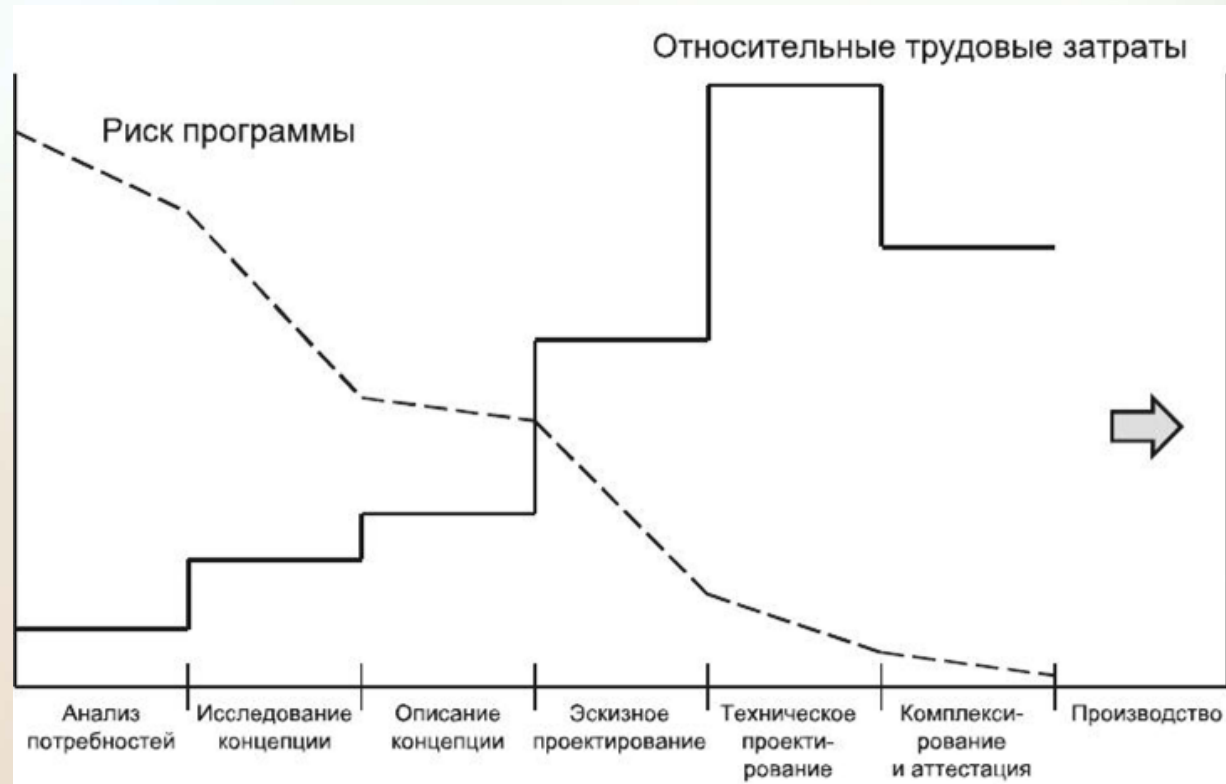 Относительные трудовые затраты
Риск программы
Анализ
потребностей
Исследование
концепции
Описание
концепции
Эскизное
проектирование
Техническое
проекти-
рование
Комплекси-
рование
и аттестация
Производство